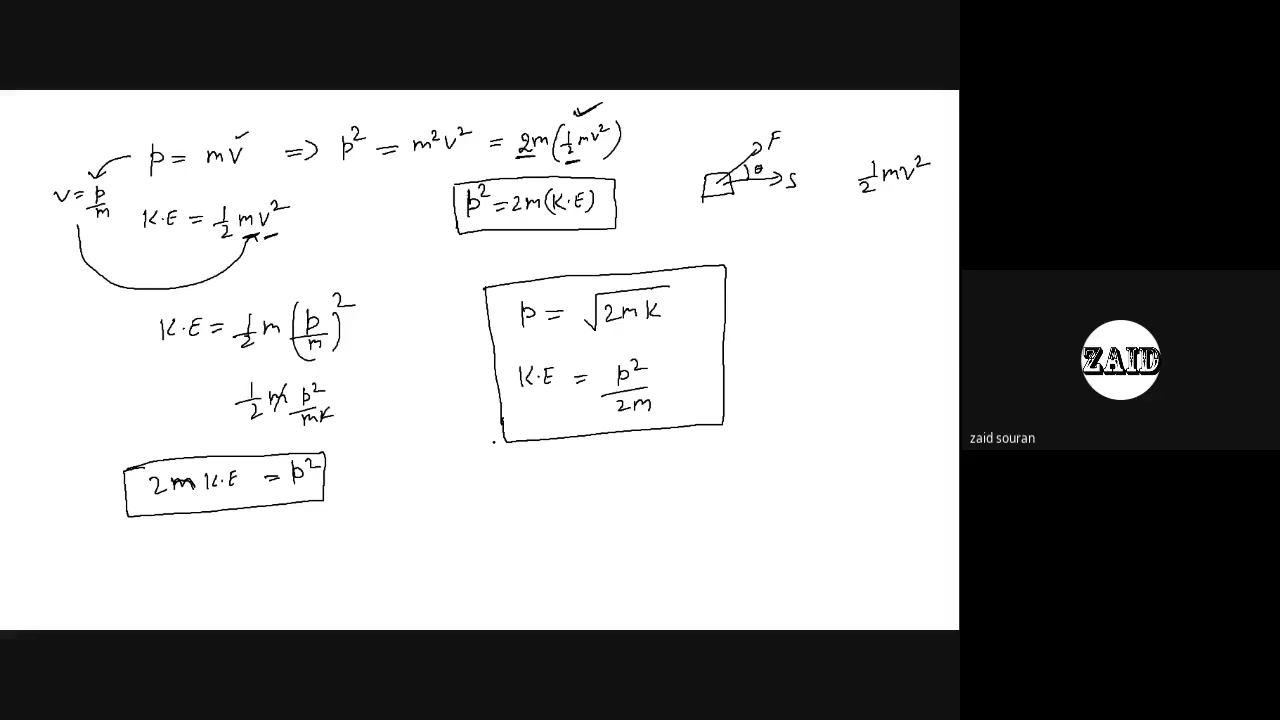 p = mv ⇒ p² = m²v² = 2m(½mv²)
v = p/m
K.E = ½mv²
p² = 2m(K.E)
F
θ
S
½mv²
K.E = ½m(p/m)²
½m p²/m²
2m K.E = p²
p = √2mK
K.E = p²/2m
ZAID
zaid souran